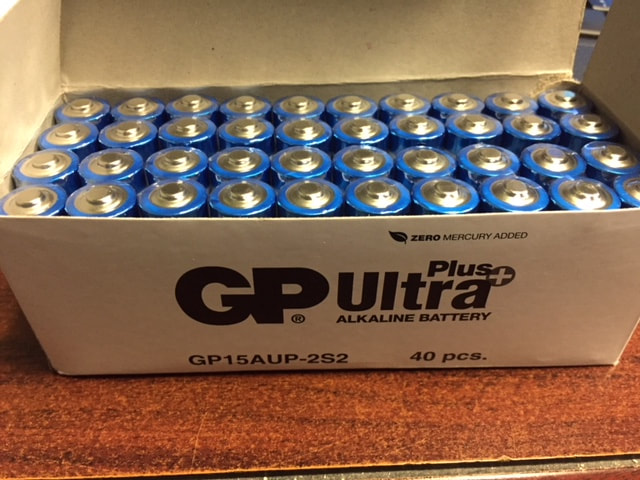 ZERO MERCURY ADDED
GP® Ultra Plus+
ALKALINE BATTERY
GP15AUP-2S2 40 pcs.